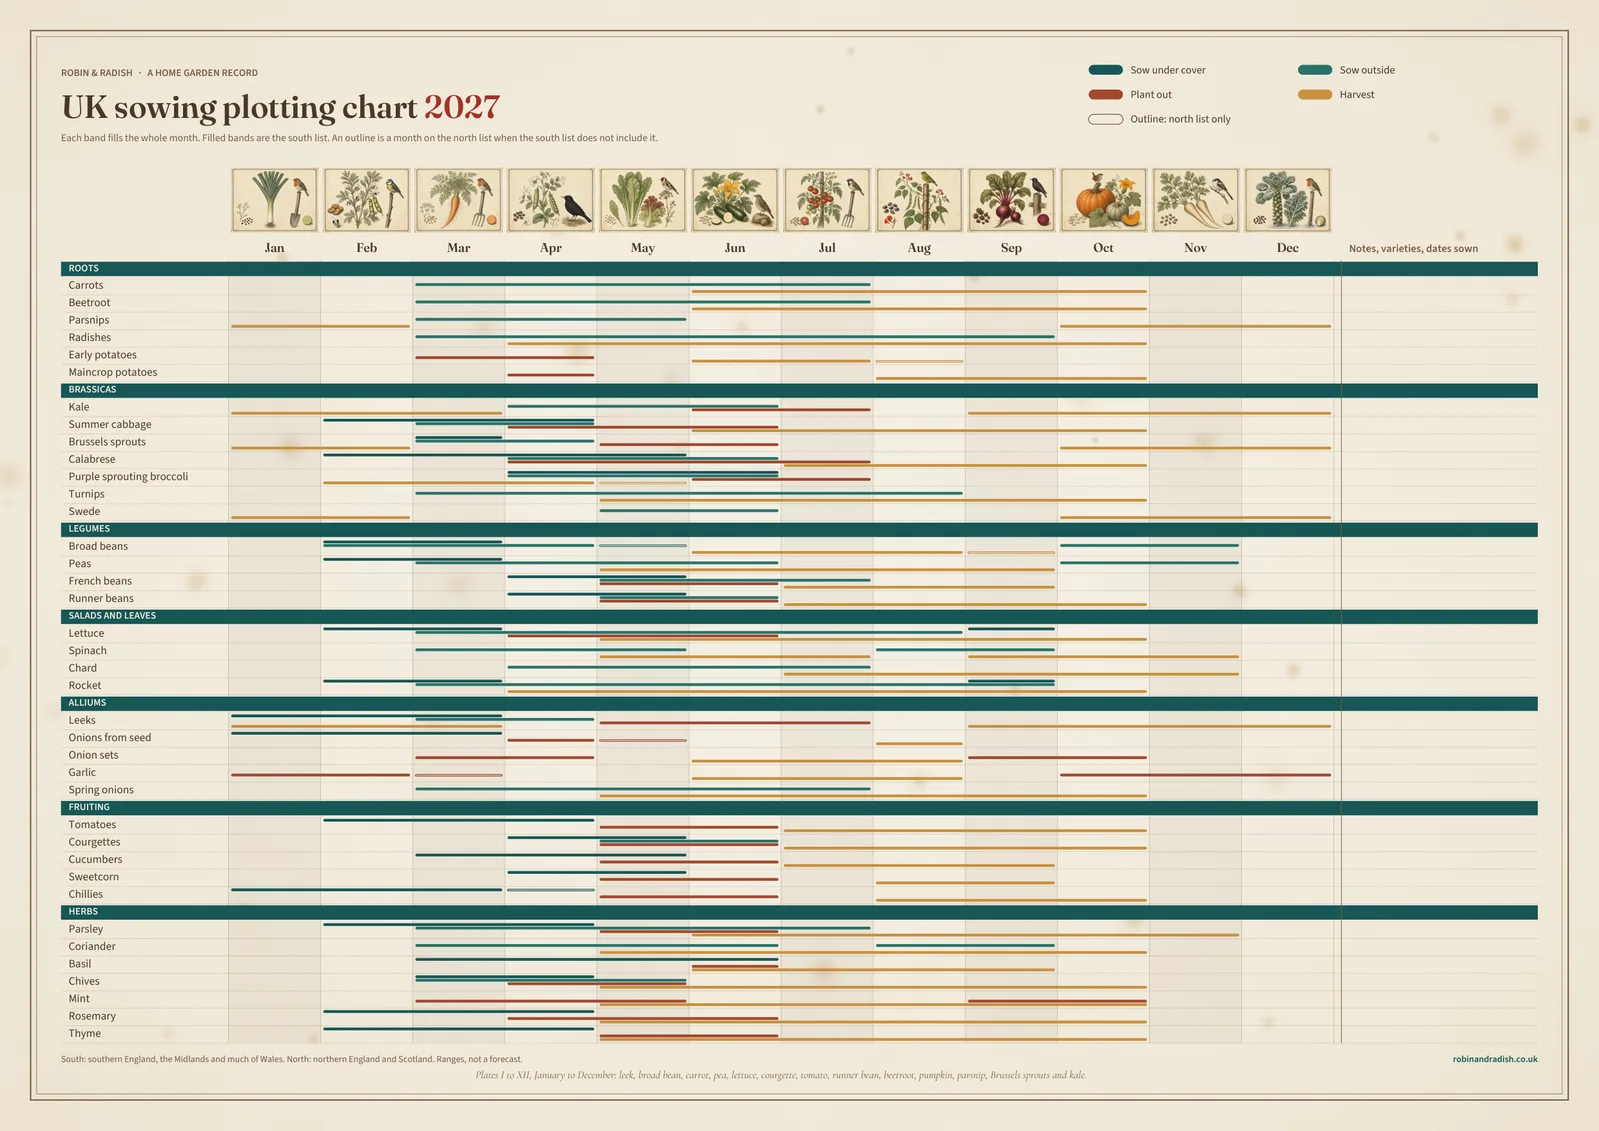 ROBIN & RADISH · A HOME GARDEN RECORD
UK sowing plotting chart 2027
Each band fills the whole month. Filled bands are the south list. An outline is a month on the north list when the south list does not include it.
Sow under cover
Sow outside
Plant out
Harvest
Outline: north list only
Jan Feb Mar Apr May Jun Jul Aug Sep Oct Nov Dec Notes, varieties, dates sown
ROOTS
Carrots
Beetroot
Parsnips
Radishes
Early potatoes
Maincrop potatoes
BRASSICAS
Kale
Summer cabbage
Brussels sprouts
Calabrese
Purple sprouting broccoli
Turnips
Swede
LEGUMES
Broad beans
Peas
French beans
Runner beans
SALADS AND LEAVES
Lettuce
Spinach
Chard
Rocket
ALLIUMS
Leeks
Onions from seed
Onion sets
Garlic
Spring onions
FRUITING
Tomatoes
Courgettes
Cucumbers
Sweetcorn
Chillies
HERBS
Parsley
Coriander
Basil
Chives
Mint
Rosemary
Thyme
South: southern England, the Midlands and much of Wales. North: northern England and Scotland. Ranges, not a forecast.
robinandradish.co.uk
Plates I to XII, January to December: leek, broad bean, carrot, pea, lettuce, courgette, tomato, runner bean, beetroot, pumpkin, parsnip, Brussels sprouts and kale.